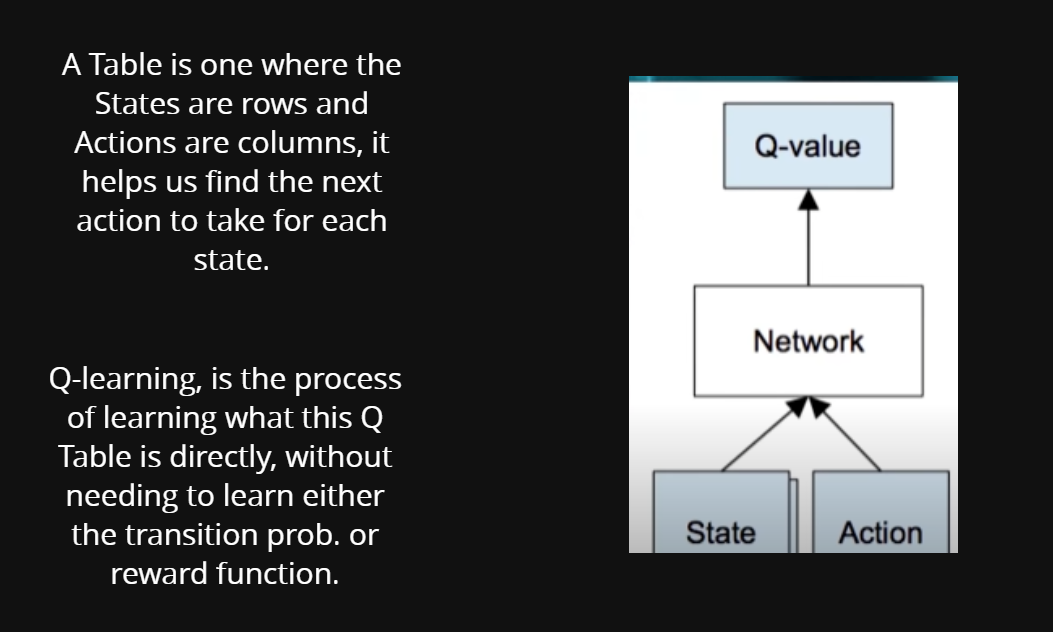 A Table is one where the
States are rows and
Actions are columns, it
helps us find the next
action to take for each
state.
Q-learning, is the process
of learning what this Q
Table is directly, without
needing to learn either
the transition prob. or
reward function.
Q-value
Network
State
Action